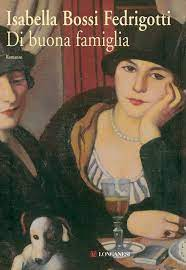 Isabella Bossi Fedrigotti
Di buona famiglia
Romanzo
LONGANESI